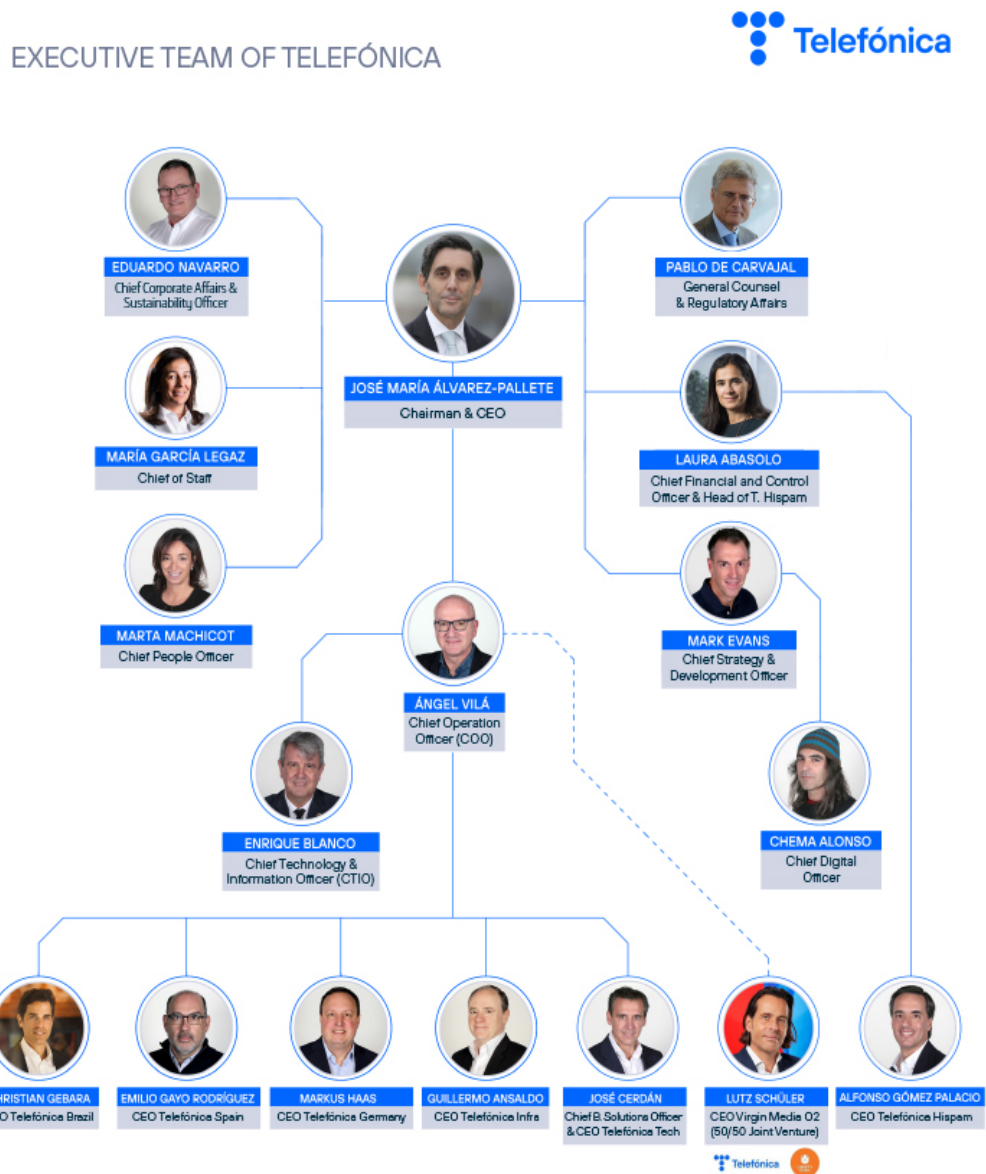 Telefónica
EXECUTIVE TEAM OF TELEFÓNICA
EDUARDO NAVARRO
Chief Corporate Affairs &
Sustainability Officer
PABLO DE CARVAJAL
General Counsel
& Regulatory Affairs
JOSÉ MARÍA ÁLVAREZ-PALLETE
Chairman & CEO
MARÍA GARCÍA LEGAZ
Chief of Staff
LAURA ABASOLO
Chief Financial and Control
Officer & Head of T. Hispam
MARTA MACHICOT
Chief People Officer
MARK EVANS
Chief Strategy &
Development Officer
ÁNGEL VILÁ
Chief Operation
Officer (COO)
ENRIQUE BLANCO
Chief Technology &
Information Officer (CTIO)
CHEMA ALONSO
Chief Digital
Officer
HRISTIAN GEBARA
O Telefónica Brazil
EMILIO GAYO RODRÍGUEZ
CEO Telefónica Spain
MARKUS HAAS
CEO Telefónica Germany
GUILLERMO ANSALDO
CEO Telefónica Infra
JOSÉ CERDÁN
Chief B. Solutions Officer
& CEO Telefónica Tech
LUTZ SCHÜLER
CEO Virgin Media O2
(50/50 Joint Venture)
Telefónica
ALFONSO GÓMEZ PALACIO
CEO Telefónica Hispam